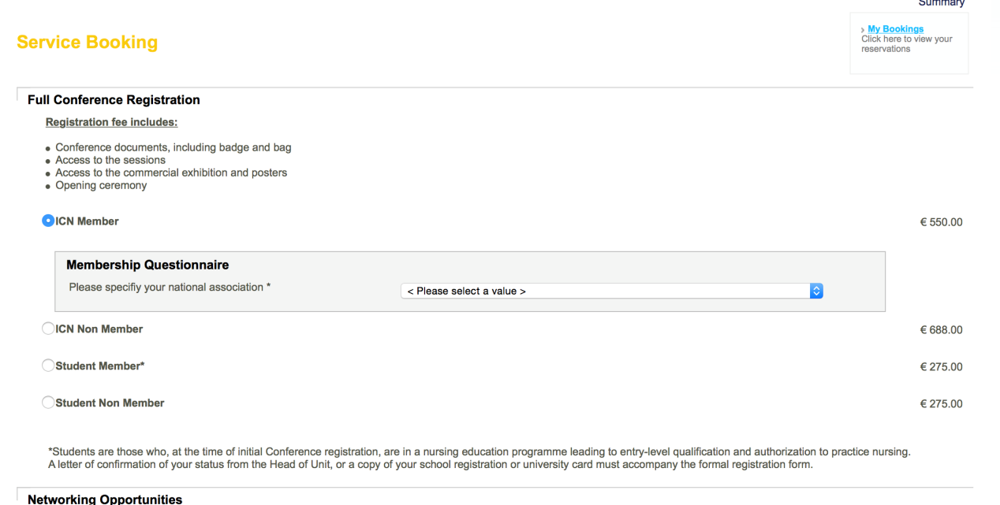 Summary
› My Bookings
Click here to view your
reservations
Service Booking
Full Conference Registration
Registration fee includes:
• Conference documents, including badge and bag
• Access to the sessions
• Access to the commercial exhibition and posters
• Opening ceremony
ICN Member € 550.00
Membership Questionnaire
Please specifiy your national association * < Please select a value >
ICN Non Member € 688.00
Student Member* € 275.00
Student Non Member € 275.00
*Students are those who, at the time of initial Conference registration, are in a nursing education programme leading to entry-level qualification and authorization to practice nursing.
A letter of confirmation of your status from the Head of Unit, or a copy of your school registration or university card must accompany the formal registration form.
Networking Opportunities